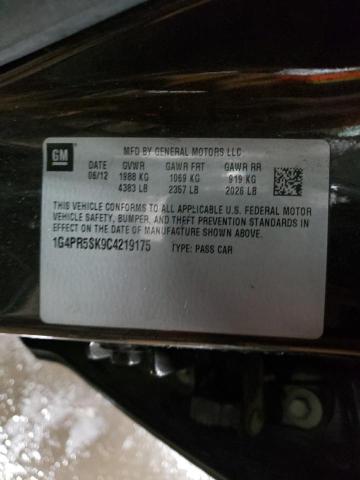 GM
MFD BY GENERAL MOTORS LLC
DATE GVWR GAWR FRT GAWR RR
06/12 1988 KG 1069 KG 919 KG
4383 LB 2357 LB 2026 LB
THIS VEHICLE CONFORMS TO ALL APPLICABLE U.S. FEDERAL MOTOR
VEHICLE SAFETY, BUMPER, AND THEFT PREVENTION STANDARDS
IN EFFECT ON THE DATE OF MANUFACTURE SHOWN ABOVE.
1G4PR5SK9C4219175 TYPE: PASS CAR